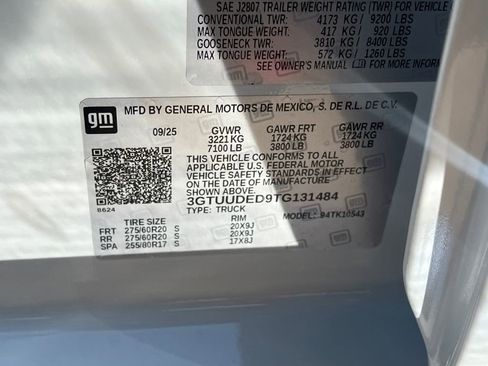 SAE J2807 TRAILER WEIGHT RATING (TWR) FOR VEHICLE
CONVENTIONAL TWR: 4173 KG / 9200 LBS
MAX TONGUE WT: 417 KG / 920 LBS
GOOSENECK TWR: 3810 KG / 8400 LBS
MAX TONGUE WT: 572 KG / 1260 LBS
SEE OWNER'S MANUAL FOR MORE
gm MFD BY GENERAL MOTORS DE MEXICO, S. DE R.L. DE C.V.
09/25 GVWR GAWR FRT GAWR RR
3221 KG 1724 KG 1724 KG
7100 LB 3800 LB 3800 LB
THIS VEHICLE CONFORMS TO ALL
APPLICABLE U.S. FEDERAL MOTOR
VEHICLE SAFETY STANDARDS IN EFFECT
ON THE DATE OF MANUFACTURE SHOWN ABOVE.
3GTUUDED9TG131484
B624 TYPE: TRUCK MODEL: 94TK10543
TIRE SIZE RIM
FRT 275/60R20 S 20X9J
RR 275/60R20 S 20X9J
SPA 255/80R17 S 17X8J